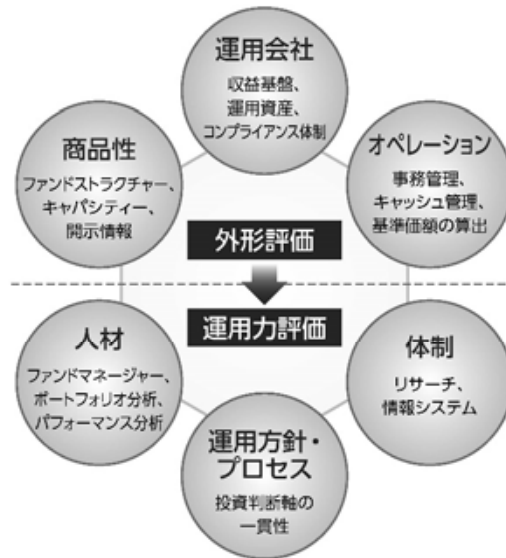 運用会社
収益基盤、
運用資産、
コンプライアンス体制
商品性
ファンドストラクチャー、
キャパシティー、
開示情報
オペレーション
事務管理、
キャッシュ管理、
基準価額の算出
外形評価
運用力評価
人材
ファンドマネージャー、
ポートフォリオ分析、
パフォーマンス分析
体制
リサーチ、
情報システム
運用方針・
プロセス
投資判断軸の
一貫性